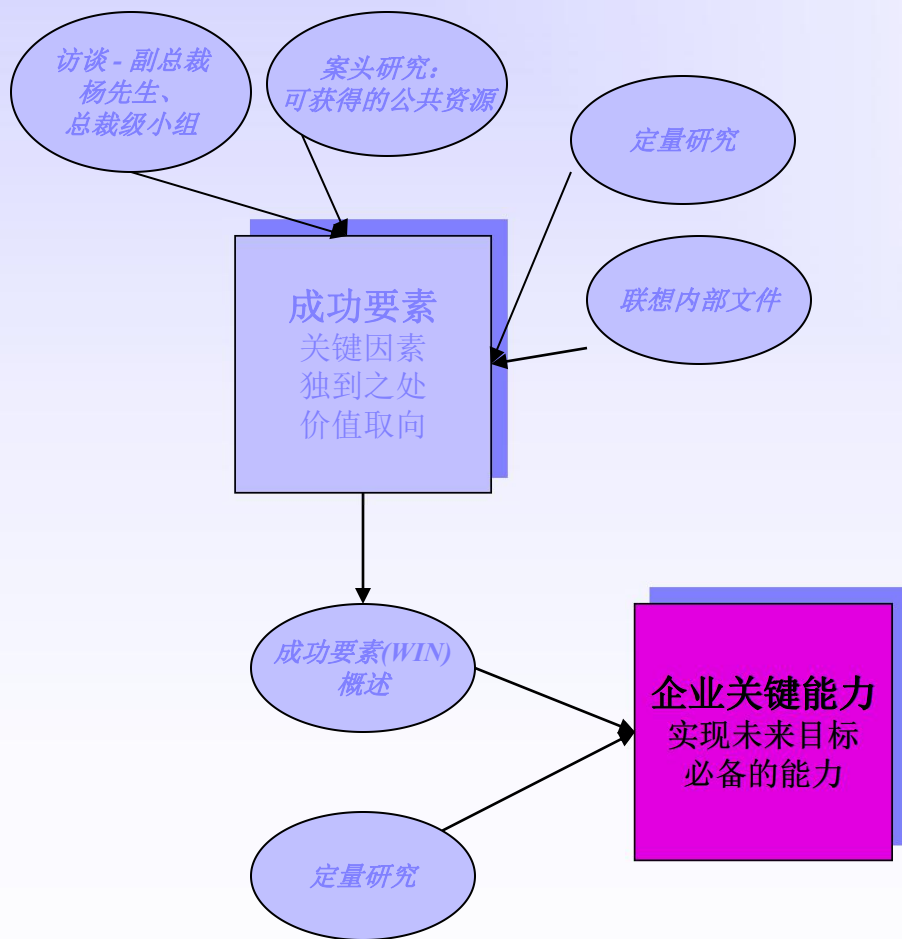 访谈 - 副总裁
杨先生、
总裁级小组
案头研究：
可获得的公共资源
定量研究
联想内部文件
成功要素
关键因素
独到之处
价值取向
成功要素(WIN)
概述
企业关键能力
实现未来目标
必备的能力
定量研究